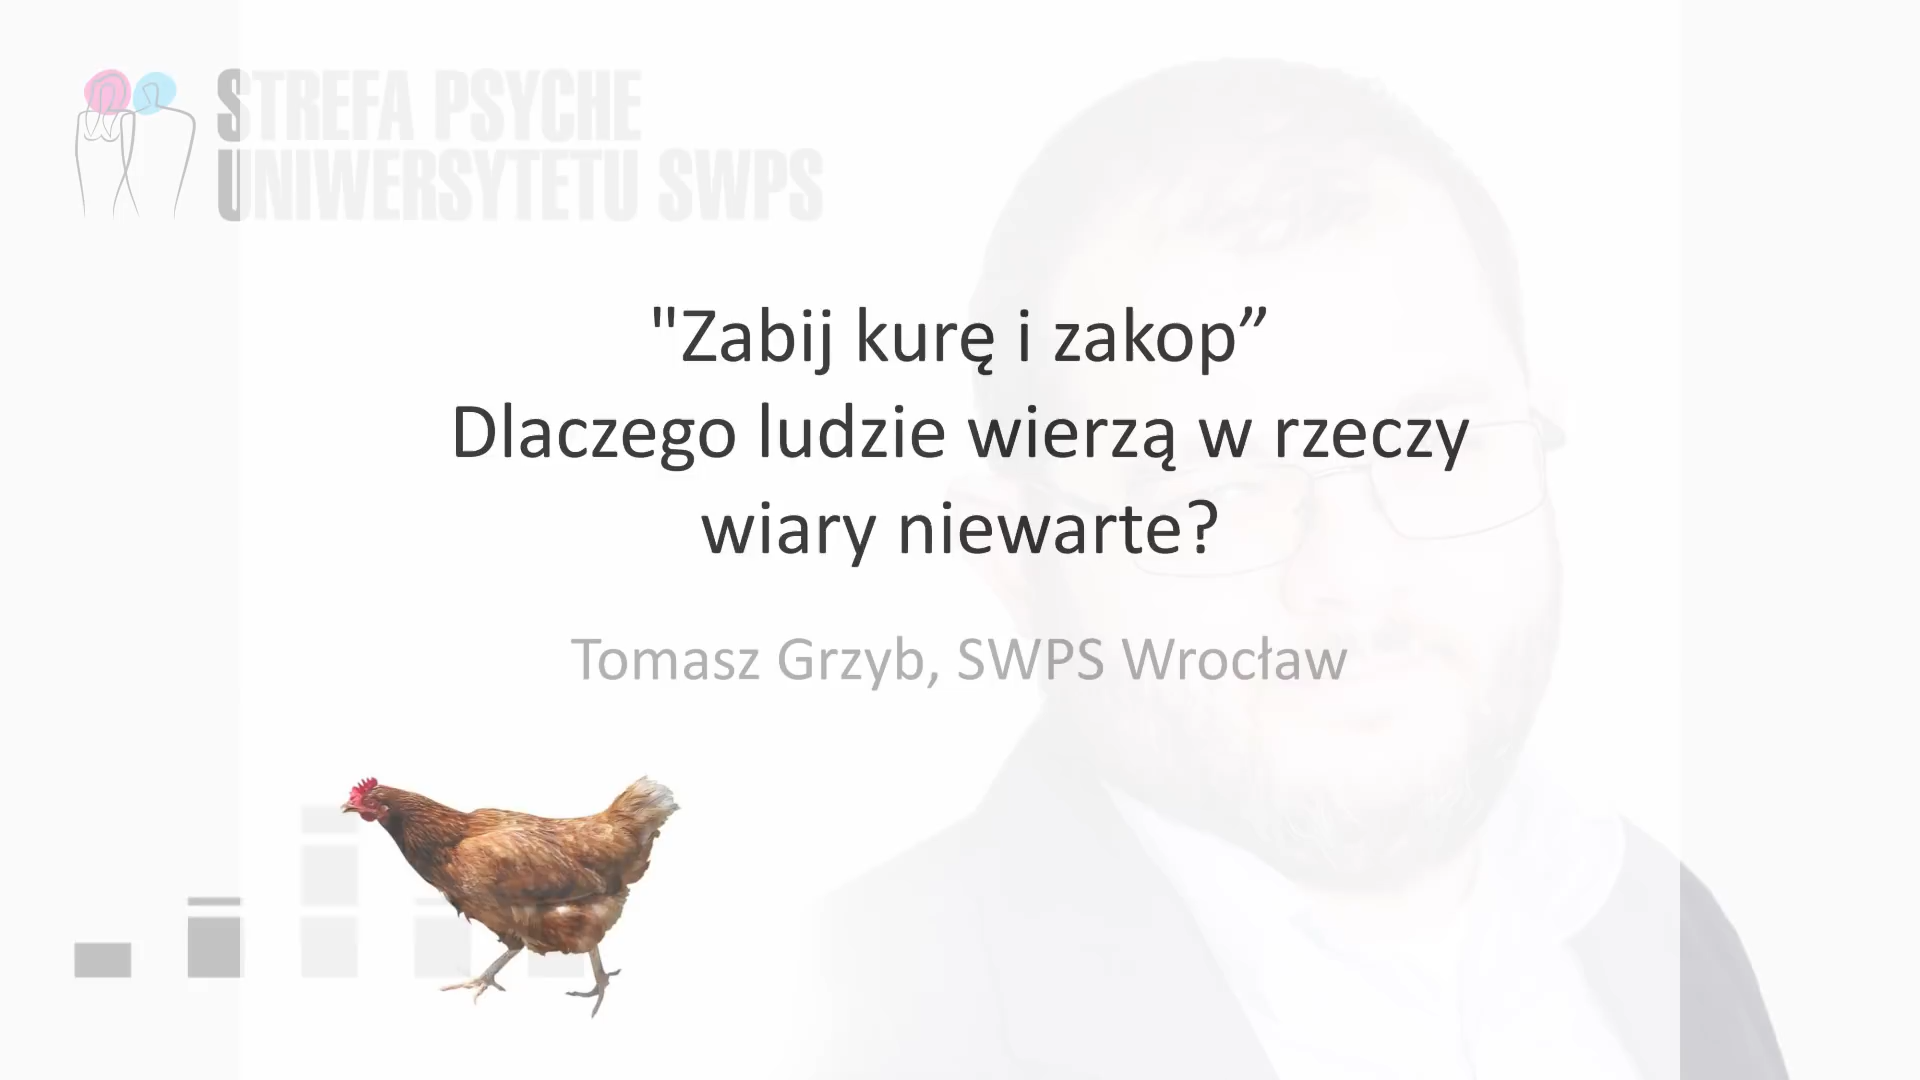 STREFA PSYCHE
UNIWERSYTETU SWPS
"Zabij kurę i zakop”
Dlaczego ludzie wierzą w rzeczy
wiary niewarte?
Tomasz Grzyb, SWPS Wrocław